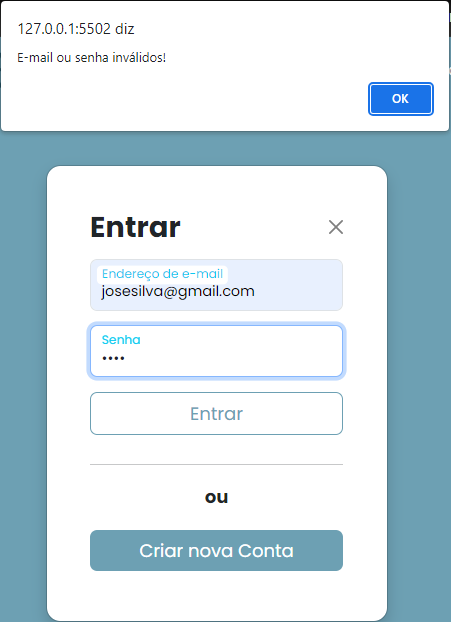 127.0.0.1:5502 diz
E-mail ou senha inválidos!
OK
Entrar
Endereço de e-mail
josesilva@gmail.com
Senha
••••
Entrar
ou
Criar nova Conta